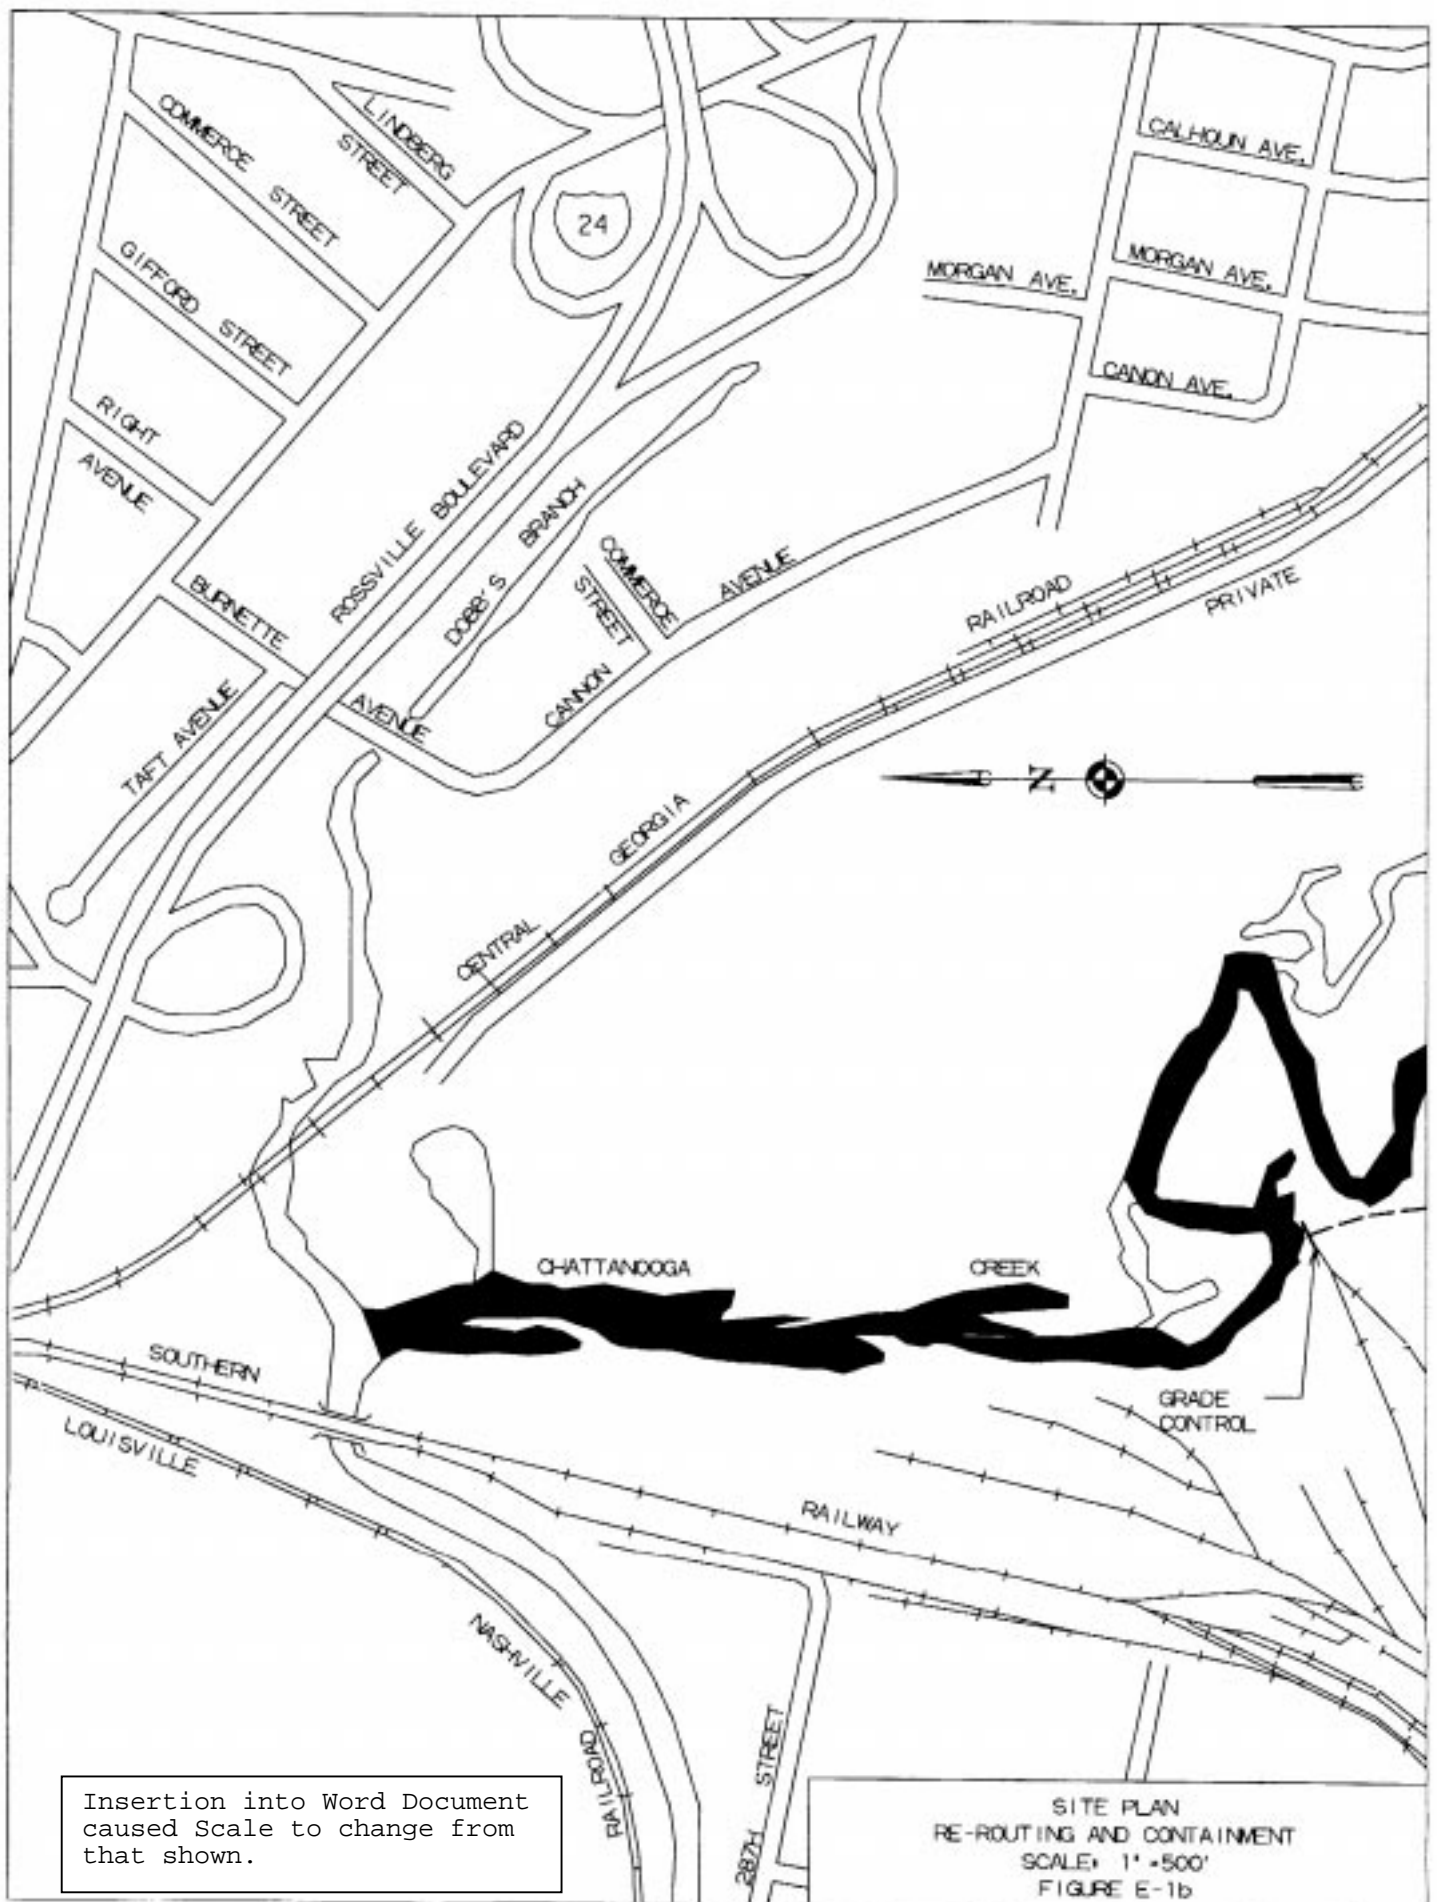 LINDBERG
STREET
COMMERCE
STREET
24
CALHOUN AVE.
GIFFORD
STREET
MORGAN AVE.
MORGAN AVE.
CANON AVE.
RIGHT
AVENUE
ROSSVILLE BOULEVARD
DOBB'S BRANCH
COMMERCE
STREET
CANNON AVENUE
BURNETTE
AVENUE
TAFT AVENUE
RAILROAD
PRIVATE
N
CENTRAL GEORGIA
CHATTANOOGA CREEK
SOUTHERN
RAILWAY
LOUISVILLE
NASHVILLE
RAILROAD
GRADE
CONTROL
STREET
Insertion into Word Document
caused Scale to change from
that shown.
SITE PLAN
RE-ROUTING AND CONTAINMENT
SCALE: 1" =500'
FIGURE E-1b